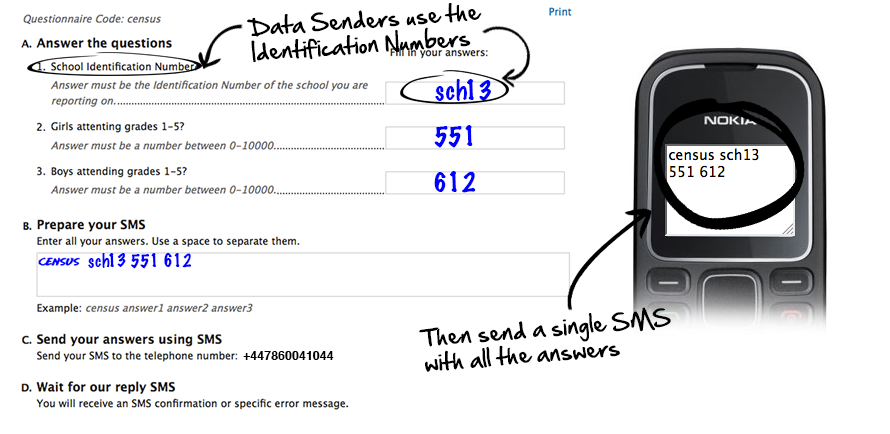 Questionnaire Code: census
Print
Data Senders use the
Identification Numbers
A. Answer the questions
Fill in your answers:
1. School Identification Number
Answer must be the Identification Number of the school you are
reporting on.
sch13
2. Girls attenting grades 1-5?
Answer must be a number between 0-10000.
551
3. Boys attending grades 1-5?
Answer must be a number between 0-10000.
612
B. Prepare your SMS
Enter all your answers. Use a space to separate them.
CENSUS sch13 551 612
Example: census answer1 answer2 answer3
C. Send your answers using SMS
Send your SMS to the telephone number: +447860041044
D. Wait for our reply SMS
You will receive an SMS confirmation or specific error message.
NOKIA
census sch13
551 612
Then send a single SMS
with all the answers